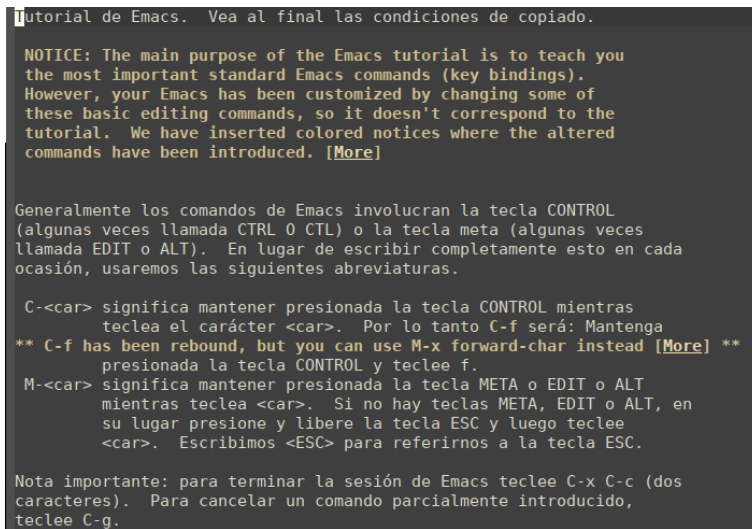 Tutorial de Emacs.  Vea al final las condiciones de copiado.
NOTICE: The main purpose of the Emacs tutorial is to teach you
the most important standard Emacs commands (key bindings).
However, your Emacs has been customized by changing some of
these basic editing commands, so it doesn't correspond to the
tutorial.  We have inserted colored notices where the altered
commands have been introduced. [More]
Generalmente los comandos de Emacs involucran la tecla CONTROL
(algunas veces llamada CTRL O CTL) o la tecla meta (algunas veces
llamada EDIT o ALT).  En lugar de escribir completamente esto en cada
ocasión, usaremos las siguientes abreviaturas.
C-<car> significa mantener presionada la tecla CONTROL mientras
teclea el carácter <car>.  Por lo tanto C-f será: Mantenga
** C-f has been rebound, but you can use M-x forward-char instead [More] **
presionada la tecla CONTROL y teclee f.
M-<car> significa mantener presionada la tecla META o EDIT o ALT
mientras teclea <car>.  Si no hay teclas META, EDIT o ALT, en
su lugar presione y libere la tecla ESC y luego teclee
<car>.  Escribimos <ESC> para referirnos a la tecla ESC.
Nota importante: para terminar la sesión de Emacs teclee C-x C-c (dos
caracteres).  Para cancelar un comando parcialmente introducido,
teclee C-g.